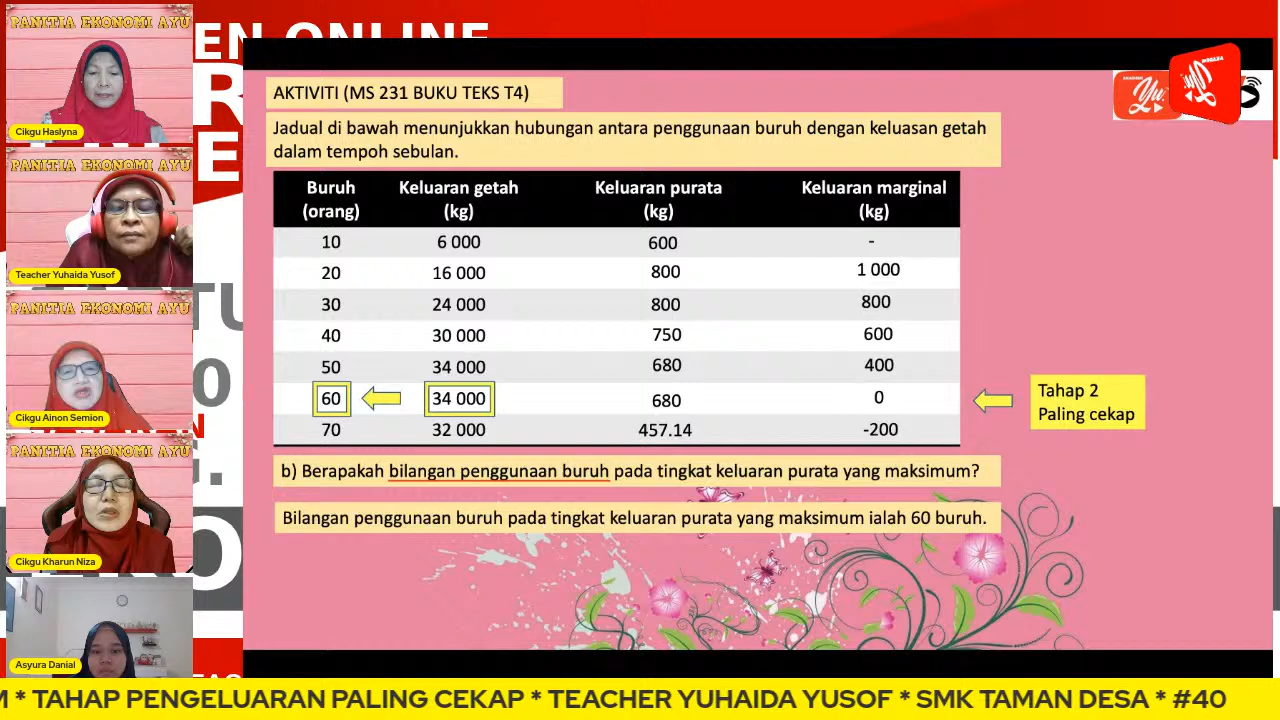 PANITIA EKONOMI AYU
Cikgu Haslyna
PANITIA EKONOMI AYU
Teacher Yuhaida Yusof
PANITIA EKONOMI AYU
Cikgu Ainon Semion
PANITIA EKONOMI AYU
Cikgu Kharun Niza
Asyura Danial
EN ONLINE
AKTIVITI (MS 231 BUKU TEKS T4)
Jadual di bawah menunjukkan hubungan antara penggunaan buruh dengan keluasan getah
dalam tempoh sebulan.
Buruh Keluaran getah Keluaran purata Keluaran marginal
(orang) (kg) (kg) (kg)
10 6 000 600 -
20 16 000 800 1 000
30 24 000 800 800
40 30 000 750 600
50 34 000 680 400
60 34 000 680 0
70 32 000 457.14 -200
Tahap 2
Paling cekap
b) Berapakah bilangan penggunaan buruh pada tingkat keluaran purata yang maksimum?
Bilangan penggunaan buruh pada tingkat keluaran purata yang maksimum ialah 60 buruh.
M * TAHAP PENGELUARAN PALING CEKAP * TEACHER YUHAIDA YUSOF * SMK TAMAN DESA * #40